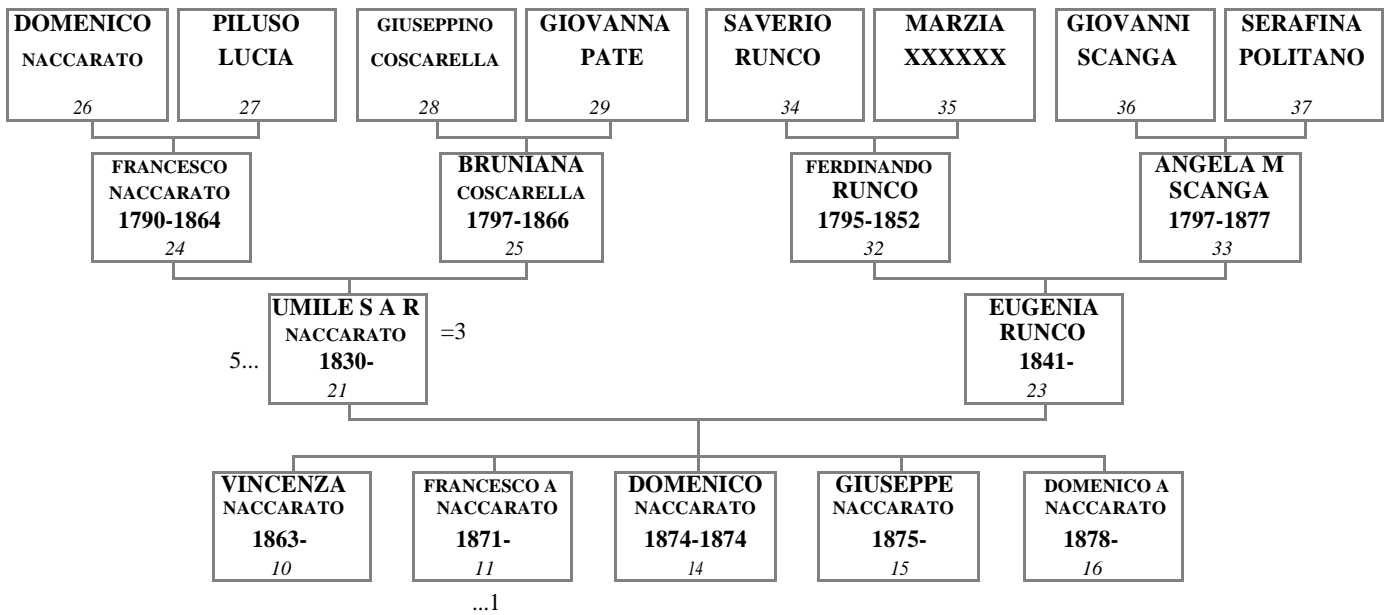 DOMENICO
NACCARATO
26
PILUSO
LUCIA
27
GIUSEPPINO
COSCARELLA
28
GIOVANNA
PATE
29
SAVERIO
RUNCO
34
MARZIA
XXXXXX
35
GIOVANNI
SCANGA
36
SERAFINA
POLITANO
37
FRANCESCO
NACCARATO
1790-1864
24
BRUNIANA
COSCARELLA
1797-1866
25
FERDINANDO
RUNCO
1795-1852
32
ANGELA M
SCANGA
1797-1877
33
5...
UMILE S A R
NACCARATO
1830-
21
=3
EUGENIA
RUNCO
1841-
23
VINCENZA
NACCARATO
1863-
10
FRANCESCO A
NACCARATO
1871-
11
...1
DOMENICO
NACCARATO
1874-1874
14
GIUSEPPE
NACCARATO
1875-
15
DOMENICO A
NACCARATO
1878-
16